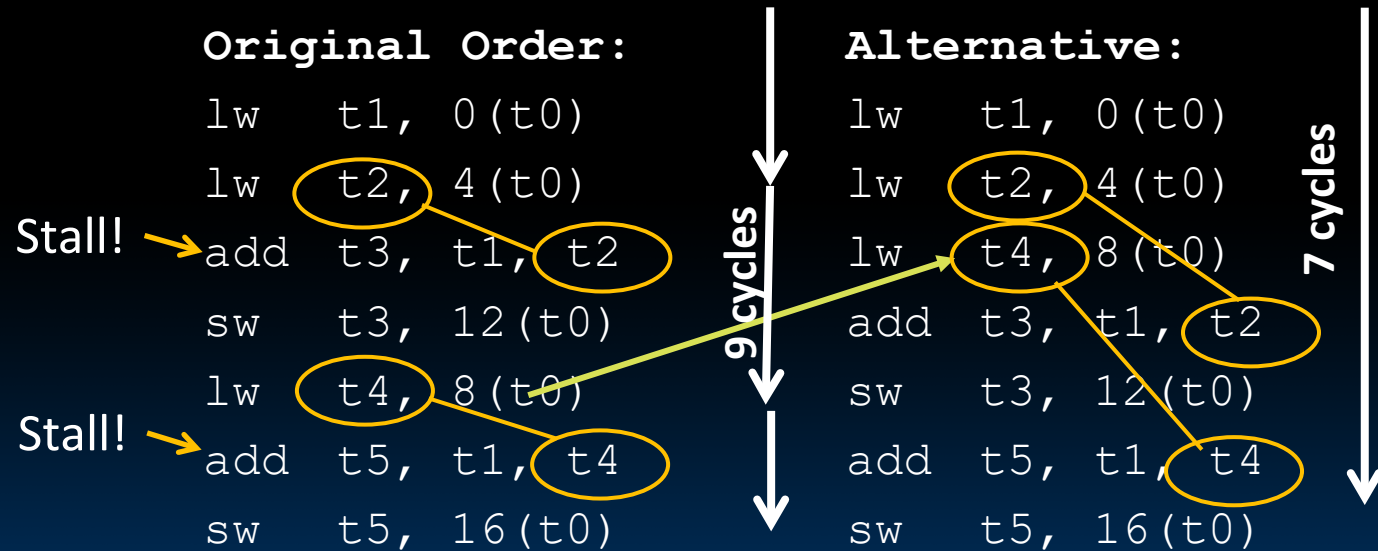 Original Order:
lw t1, 0(t0)
lw t2, 4(t0)
Stall!
add t3, t1, t2
sw t3, 12(t0)
lw t4, 8(t0)
Stall!
add t5, t1, t4
sw t5, 16(t0)
9 cycles
Alternative:
lw t1, 0(t0)
lw t2, 4(t0)
lw t4, 8(t0)
add t3, t1, t2
sw t3, 12(t0)
add t5, t1, t4
sw t5, 16(t0)
7 cycles